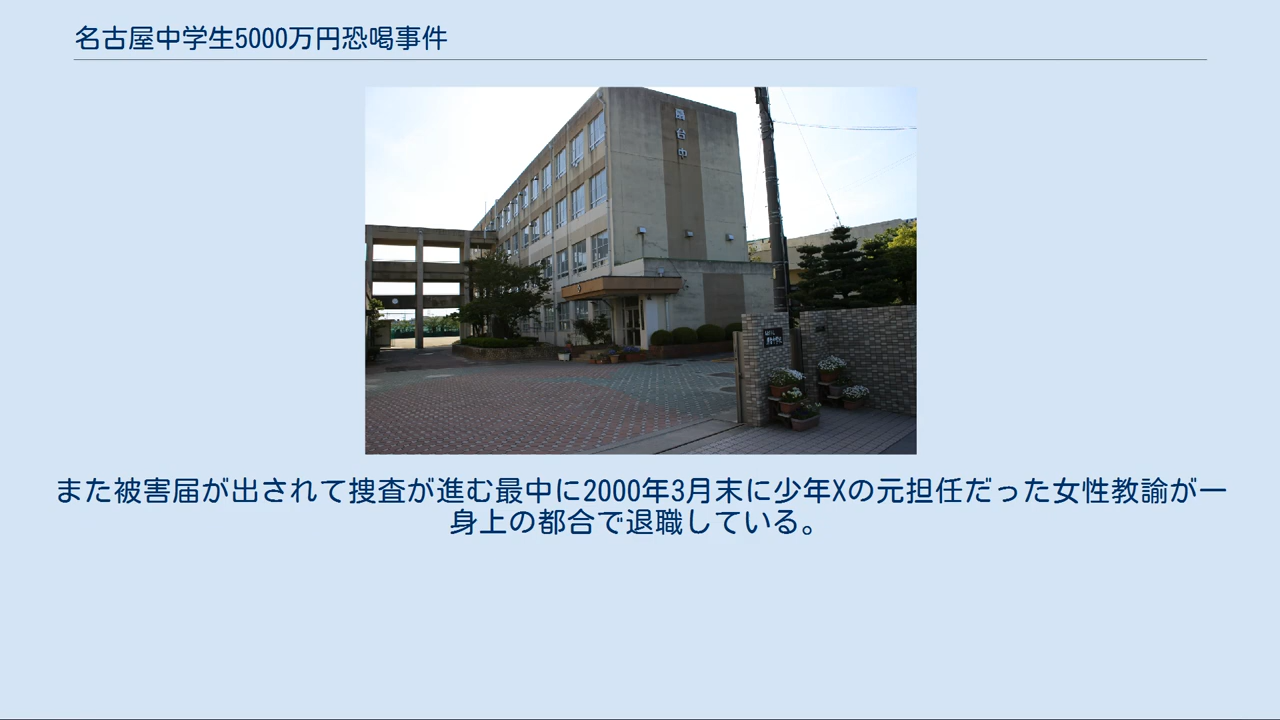 名古屋中学生5000万円恐喝事件
扇台中
また被害届が出されて捜査が進む最中に2000年3月末に少年Xの元担任だった女性教諭が一
身上の都合で退職している。